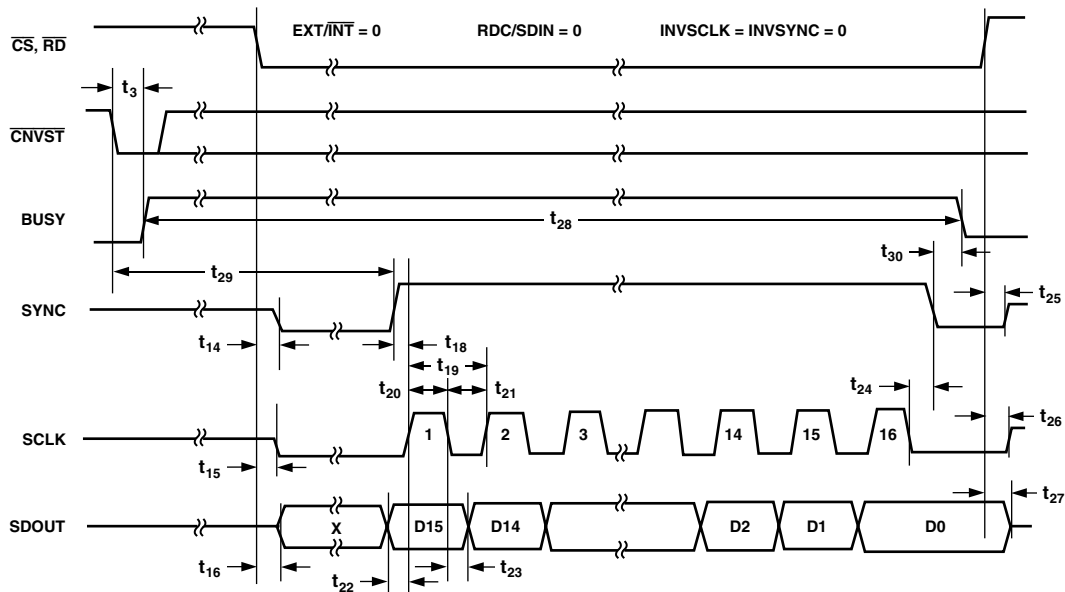 EXT/INT = 0 RDC/SDIN = 0 INVSCLK = INVSYNC = 0
CS, RD
t3
CNVST
BUSY
t28
t30
t29
t25
SYNC
t14
t18
t19
t20
t21
t24
t26
SCLK
1 2 3 14 15 16
t15
t27
SDOUT
X D15 D14 D2 D1 D0
t16
t22
t23